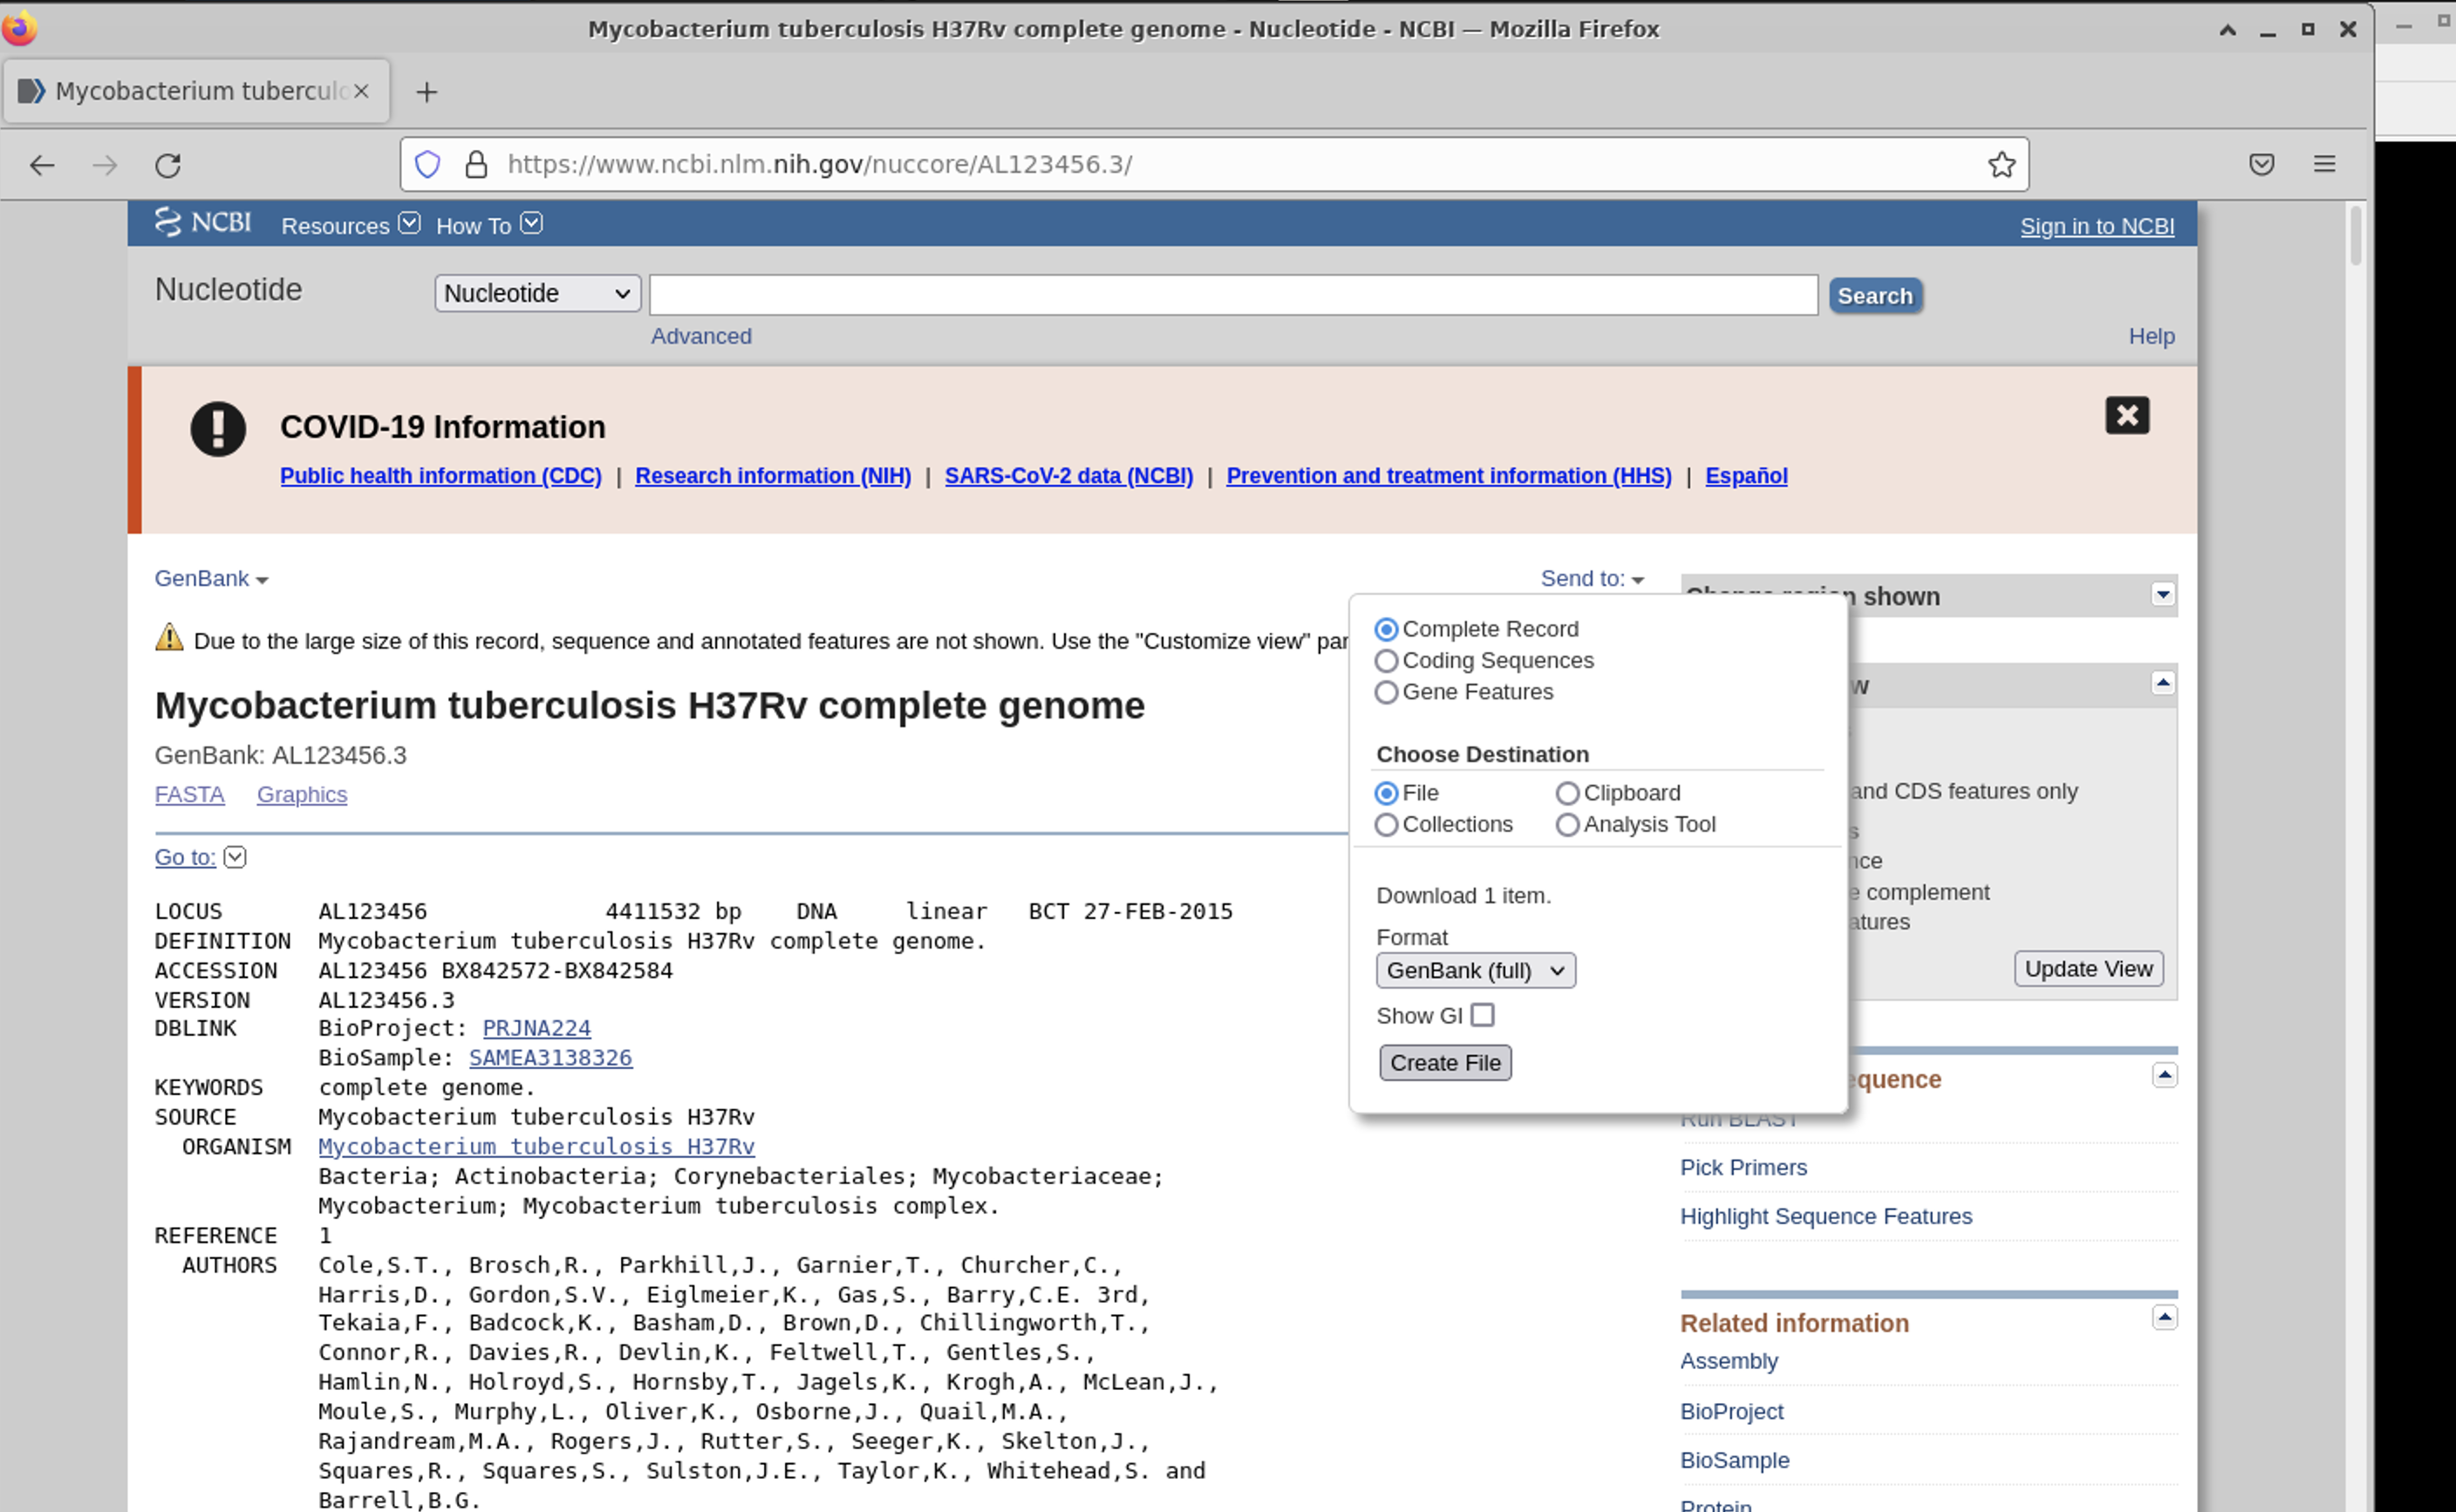 Mycobacterium tuberculosis H37Rv complete genome - Nucleotide - NCBI — Mozilla Firefox
Mycobacterium tuberculo
https://www.ncbi.nlm.nih.gov/nuccore/AL123456.3/
NCBI Resources How To Sign in to NCBI
Nucleotide Nucleotide Search
Advanced Help
COVID-19 Information
Public health information (CDC) | Research information (NIH) | SARS-CoV-2 data (NCBI) | Prevention and treatment information (HHS) | Español
GenBank Send to:
Change region shown
Due to the large size of this record, sequence and annotated features are not shown. Use the "Customize view" par
Complete Record
Coding Sequences
Gene Features
Choose Destination
File Clipboard
Collections Analysis Tool
Download 1 item.
Format
GenBank (full)
Show GI
Create File
w
and CDS features only
s
nce
e complement
atures
Update View
equence
Run BLAST
Pick Primers
Highlight Sequence Features
Related information
Assembly
BioProject
BioSample
Protein
Mycobacterium tuberculosis H37Rv complete genome
GenBank: AL123456.3
FASTA Graphics
Go to:
LOCUS AL123456 4411532 bp DNA linear BCT 27-FEB-2015
DEFINITION Mycobacterium tuberculosis H37Rv complete genome.
ACCESSION AL123456 BX842572-BX842584
VERSION AL123456.3
DBLINK BioProject: PRJNA224
BioSample: SAMEA3138326
KEYWORDS complete genome.
SOURCE Mycobacterium tuberculosis H37Rv
ORGANISM Mycobacterium tuberculosis H37Rv
Bacteria; Actinobacteria; Corynebacteriales; Mycobacteriaceae;
Mycobacterium; Mycobacterium tuberculosis complex.
REFERENCE 1
AUTHORS Cole,S.T., Brosch,R., Parkhill,J., Garnier,T., Churcher,C.,
Harris,D., Gordon,S.V., Eiglmeier,K., Gas,S., Barry,C.E. 3rd,
Tekaia,F., Badcock,K., Basham,D., Brown,D., Chillingworth,T.,
Connor,R., Davies,R., Devlin,K., Feltwell,T., Gentles,S.,
Hamlin,N., Holroyd,S., Hornsby,T., Jagels,K., Krogh,A., McLean,J.,
Moule,S., Murphy,L., Oliver,K., Osborne,J., Quail,M.A.,
Rajandream,M.A., Rogers,J., Rutter,S., Seeger,K., Skelton,J.,
Squares,R., Squares,S., Sulston,J.E., Taylor,K., Whitehead,S. and
Barrell,B.G.